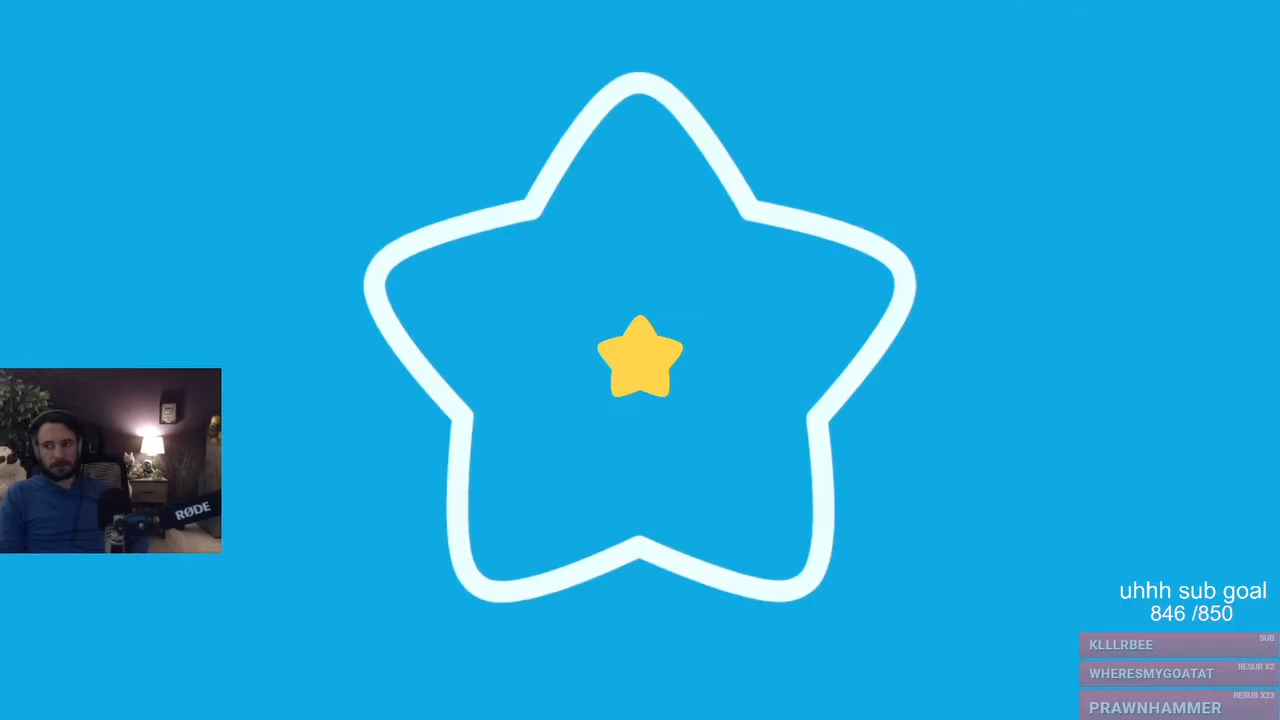 RØDE
uhhh sub goal
846 /850
SUB
KLLLRBEE
RESUB X2
WHERESMYGOATAT
RESUB X23
PRAWNHAMMER